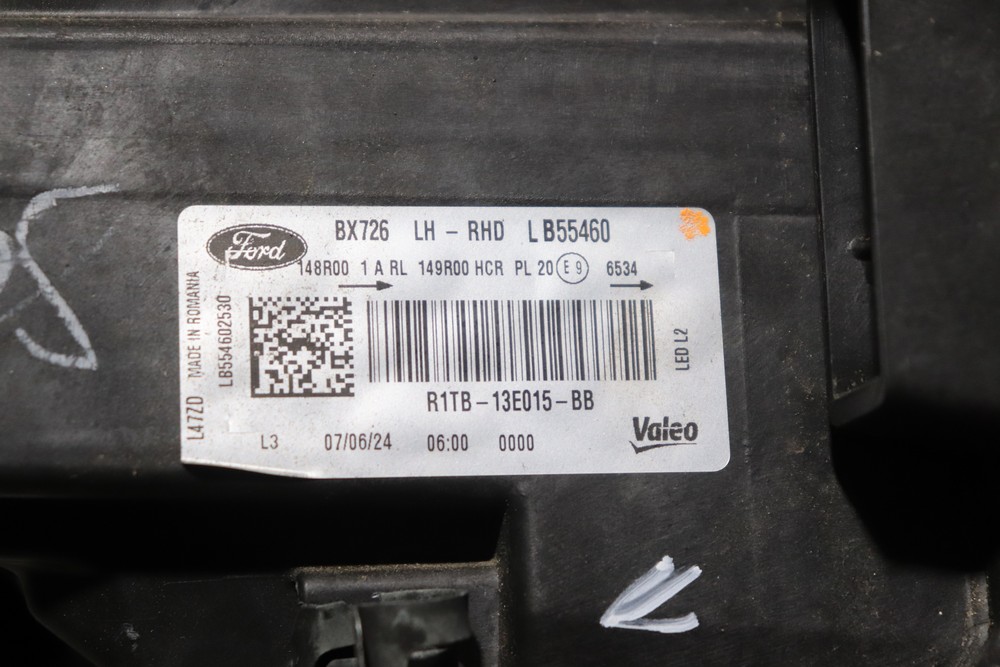 Ford
BX726 LH - RHD LB55460
148R00 1 A RL 149R00 HCR PL 20 E 9 6534
MADE IN ROMANIA
L47ZD
LB554602530
LED L2
R1TB-13E015-BB
L3 07/06/24 06:00 0000
Valeo